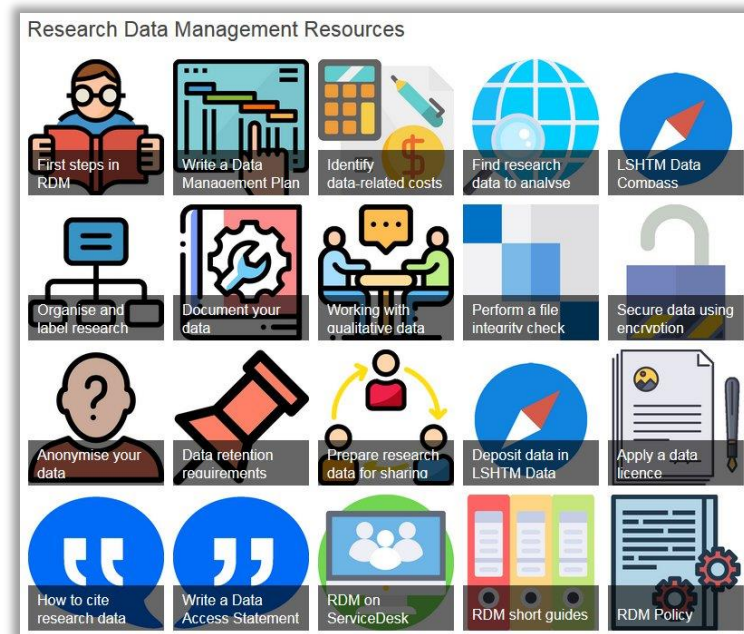 Research Data Management Resources
First steps in
RDM
Write a Data
Management Plan
Identify
data-related costs
Find research
data to analyse
LSHTM Data
Compass
Organise and
label research
Document your
data
Working with
qualitative data
Perform a file
integrity check
Secure data using
encryption
Anonymise your
data
Data retention
requirements
Prepare research
data for sharing
Deposit data in
LSHTM Data
Apply a data
licence
How to cite
research data
Write a Data
Access Statement
RDM on
ServiceDesk
RDM short guides
RDM Policy